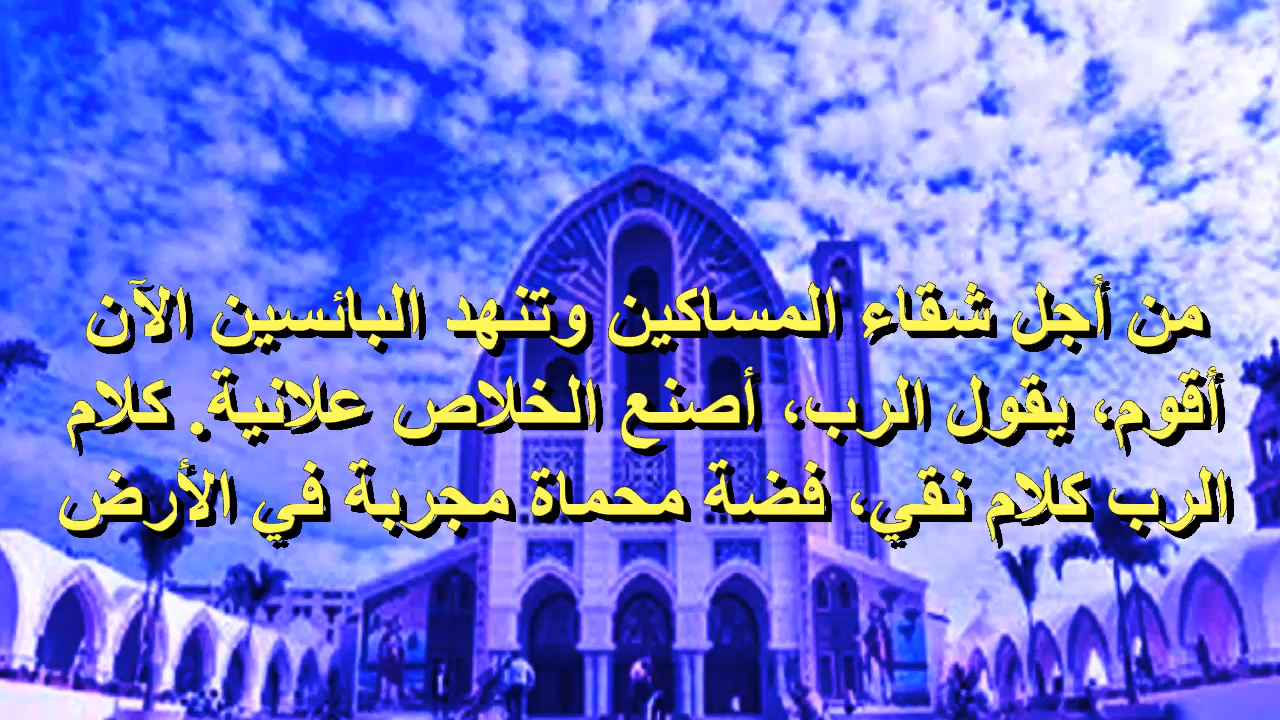 من أجل شقاء المساكين وتنهد البائسين الآن
أقوم، يقول الرب، أصنع الخلاص علانية. كلام
الرب كلام نقي، فضة محماة مجربة في الأرض